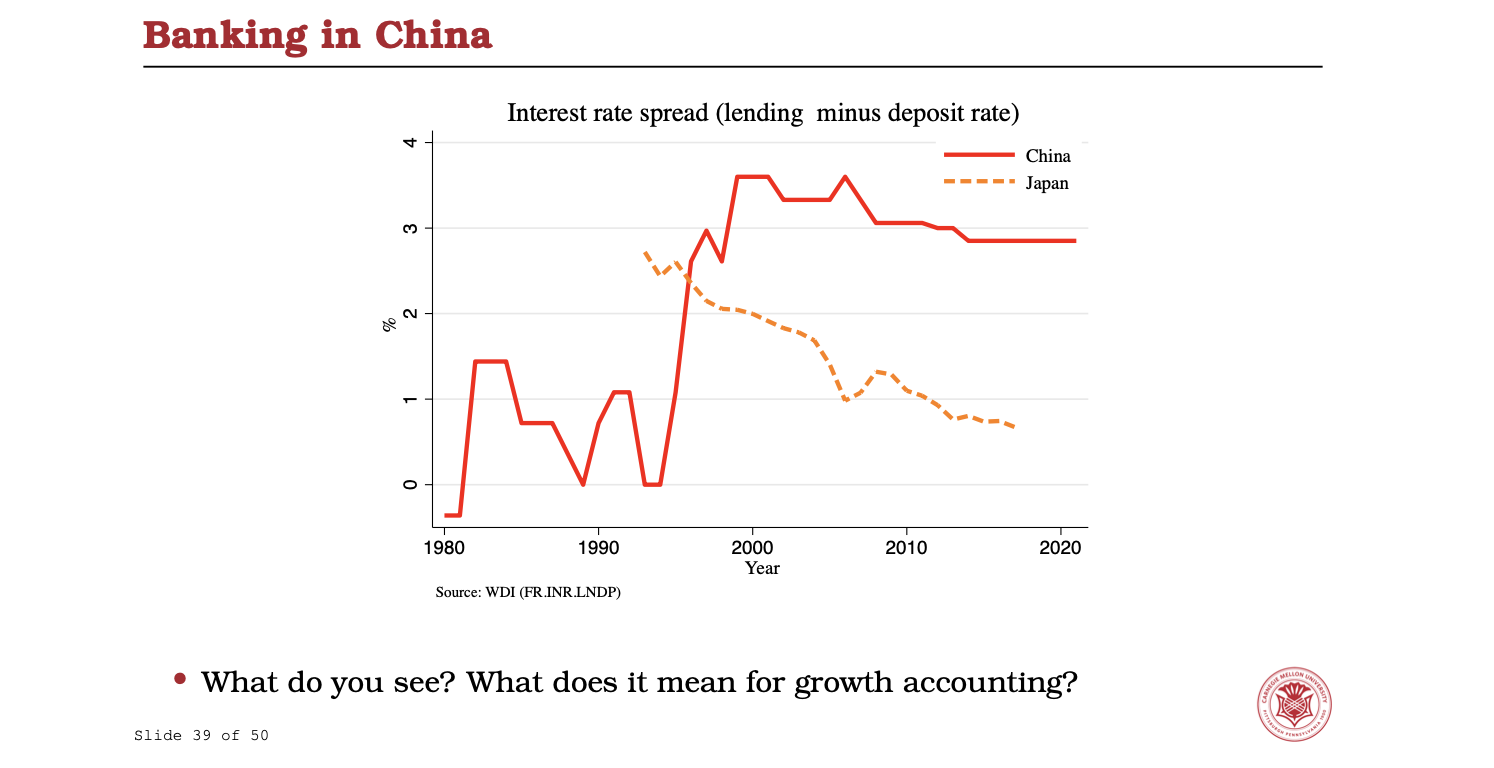 Banking in China
Interest rate spread (lending  minus deposit rate)
China
Japan
4
3
2
1
0
%
1980
1990
2000
2010
2020
Year
Source: WDI (FR.INR.LNDP)
• What do you see? What does it mean for growth accounting?
CARNEGIE MELLON UNIVERSITY
PITTSBURGH PENNSYLVANIA 1900
Slide 39 of 50